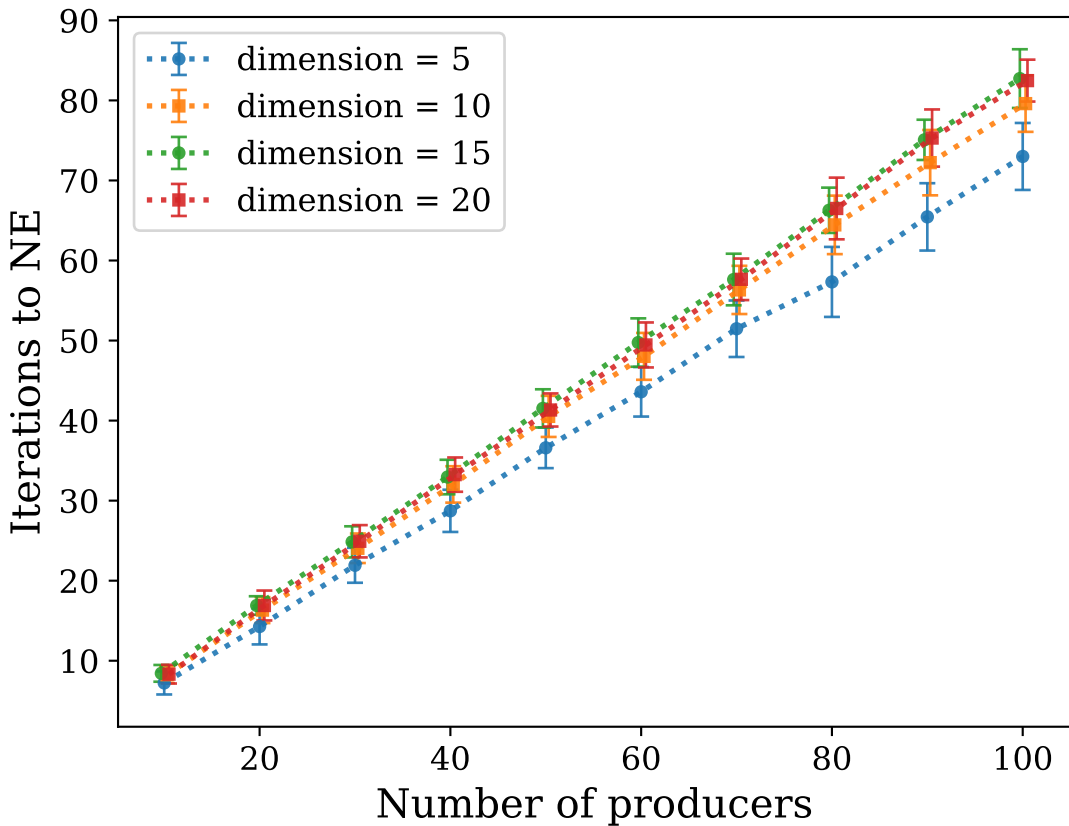 90
80
70
60
50
40
30
20
10
Iterations to NE
dimension = 5
dimension = 10
dimension = 15
dimension = 20
20 40 60 80 100
Number of producers